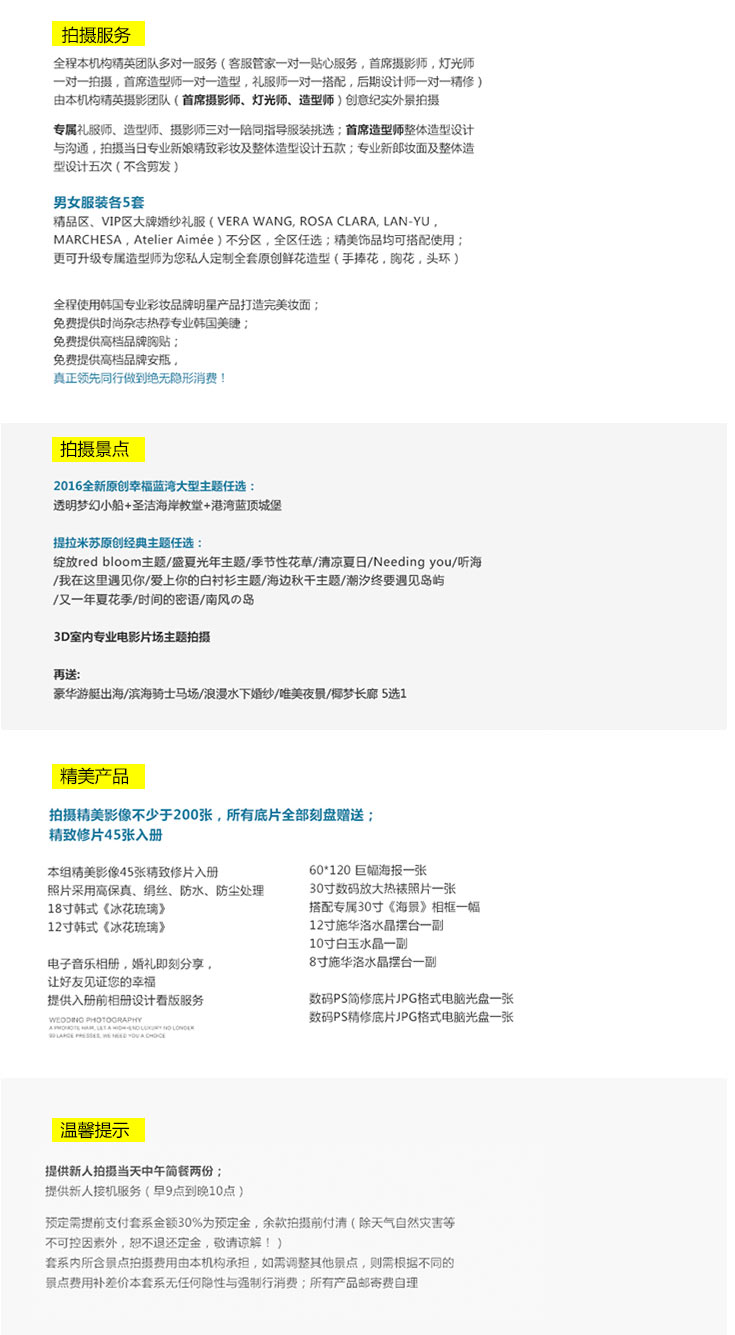 拍摄服务
全程本机构精英团队多对一服务（客服管家一对一贴心服务，首席摄影师，灯光师
一对一拍摄，首席造型师一对一造型，礼服师一对一搭配，后期设计师一对一精修）
由本机构精英摄影团队（首席摄影师、灯光师、造型师）创意纪实外景拍摄
专属礼服师、造型师、摄影师三对一陪同指导服装挑选；首席造型师整体造型设计
与沟通，拍摄当日专业新娘精致彩妆及整体造型设计五款；专业新郎妆面及整体造
型设计五次（不含剪发）
男女服装各5套
精品区、VIP区大牌婚纱礼服（VERA WANG, ROSA CLARA, LAN-YU，
MARCHESA，Atelier Aimée）不分区，全区任选；精美饰品均可搭配使用；
更可升级专属造型师为您私人定制全套原创鲜花造型（手捧花，胸花，头环）
全程使用韩国专业彩妆品牌明星产品打造完美妆面；
免费提供时尚杂志热荐专业韩国美睫；
免费提供高档品牌胸贴；
免费提供高档品牌安瓶，
真正领先同行做到绝无隐形消费！
拍摄景点
2016全新原创幸福蓝湾大型主题任选：
透明梦幻小船+圣洁海岸教堂+港湾蓝顶城堡
提拉米苏原创经典主题任选：
绽放red bloom主题/盛夏光年主题/季节性花草/清凉夏日/Needing you/听海
/我在这里遇见你/爱上你的白衬衫主题/海边秋千主题/潮汐终要遇见岛屿
/又一年夏花季/时间的密语/南风の岛
3D室内专业电影片场主题拍摄
再送:
豪华游艇出海/滨海骑士马场/浪漫水下婚纱/唯美夜景/椰梦长廊 5选1
精美产品
拍摄精美影像不少于200张，所有底片全部刻盘赠送；
精致修片45张入册
本组精美影像45张精致修片入册
照片采用高保真、绢丝、防水、防尘处理
18寸韩式《冰花琉璃》
12寸韩式《冰花琉璃》
电子音乐相册，婚礼即刻分享，
让好友见证您的幸福
提供入册前相册设计看版服务
WEDDING PHOTOGRAPHY
A PROMOTE HAIR, LET A HIGH-END LUXURY NO LONGER
99 LARGE PRESSES, WE NEED YOU A CHOICE
60*120 巨幅海报一张
30寸数码放大热裱照片一张
搭配专属30寸《海景》相框一幅
12寸施华洛水晶摆台一副
10寸白玉水晶一副
8寸施华洛水晶摆台一副
数码PS简修底片JPG格式电脑光盘一张
数码PS精修底片JPG格式电脑光盘一张
温馨提示
提供新人拍摄当天中午简餐两份；
提供新人接机服务（早9点到晚10点）
预定需提前支付套系金额30%为预定金，余款拍摄前付清（除天气自然灾害等
不可控因素外，恕不退还定金，敬请谅解！）
套系内所含景点拍摄费用由本机构承担，如需调整其他景点，则需根据不同的
景点费用补差价本套系无任何隐性与强制行消费；所有产品邮寄费自理